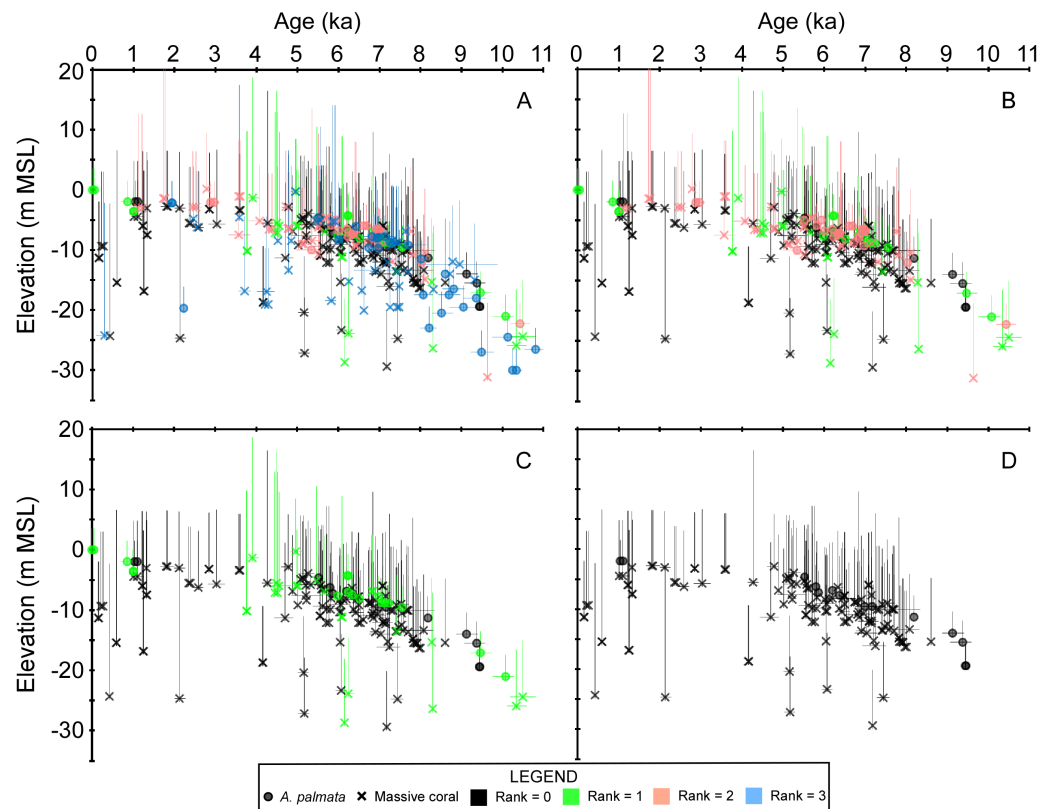 Age (ka) Age (ka)
0 1 2 3 4 5 6 7 8 9 10 11 0 1 2 3 4 5 6 7 8 9 10 11
Elevation (m MSL)
20
10
0
-10
-20
-30
A
B
Elevation (m MSL)
20
10
0
-10
-20
-30
C
D
LEGEND
A. palmata Massive coral Rank = 0 Rank = 1 Rank = 2 Rank = 3